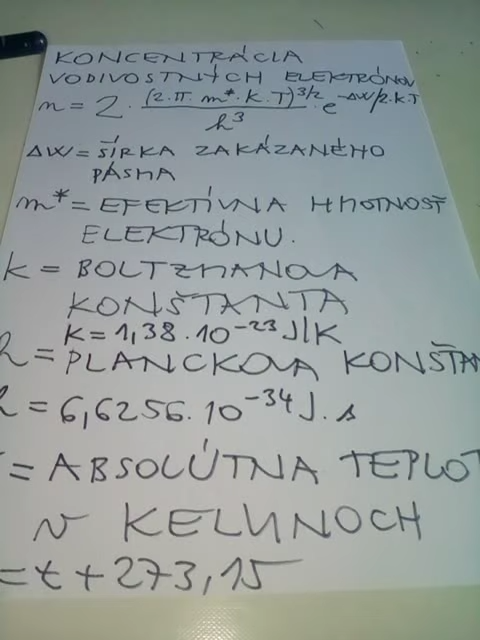 KONCENTRÁCIA
VODIVOSTNÝCH ELEKTRÓNOV
n = 2 · (2·π·m*·k·T)^3/2 / h^3 · e^-ΔW/2·k·T
ΔW = ŠÍRKA ZAKÁZANÉHO
PÁSMA
m* = EFEKTÍVNA HMOTNOSŤ
ELEKTRÓNU.
k = BOLTZMANOVA
KONŠTANTA
k = 1,38·10^-23 J/K
h = PLANCKOVA KONŠTAN
h = 6,6256·10^-34 J·s
= ABSOLÚTNA TEPLOT
v KELVINOCH
= t + 273,15